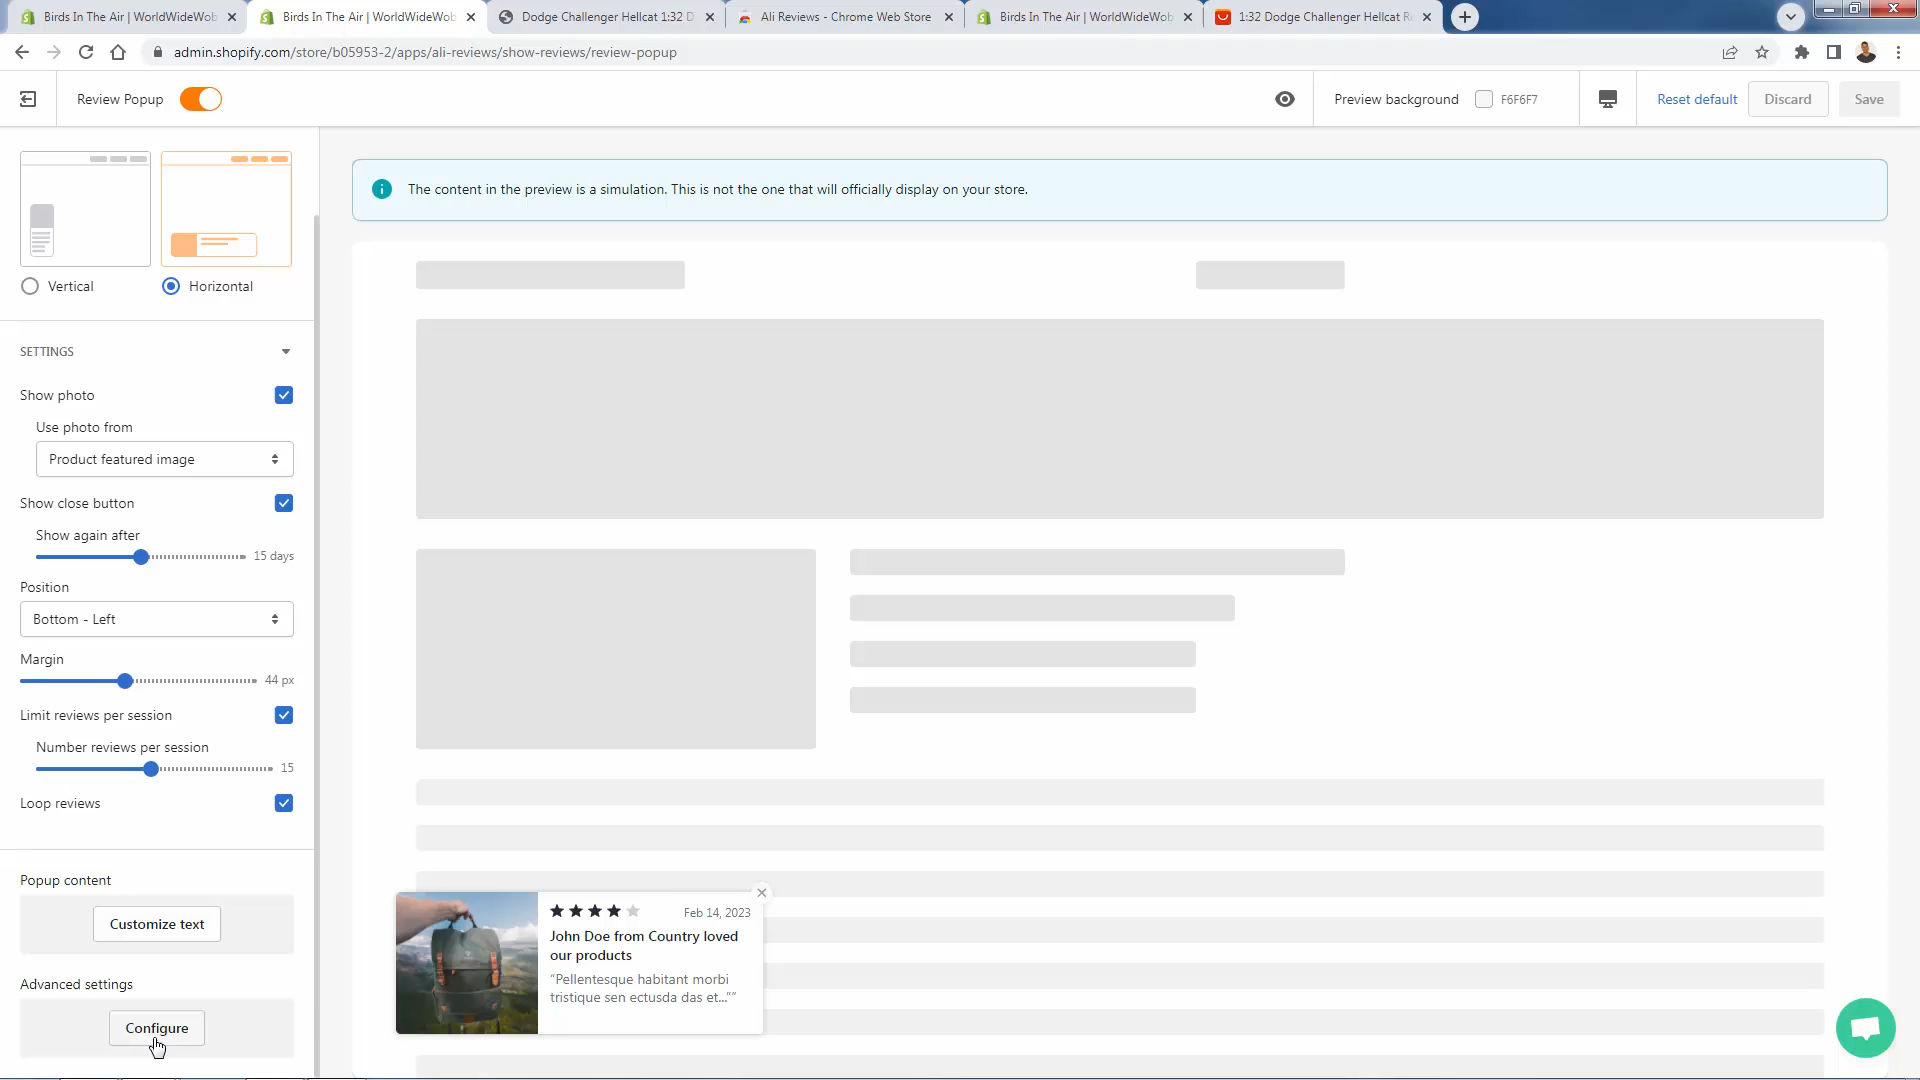 Birds In The Air | WorldWideWob
Birds In The Air | WorldWideWob
Dodge Challenger Hellcat 1:32 D
Ali Reviews - Chrome Web Store
Birds In The Air | WorldWideWob
1:32 Dodge Challenger Hellcat R
admin.shopify.com/store/b05953-2/apps/ali-reviews/show-reviews/review-popup
Review Popup
Preview background
F6F6F7
Reset default
Discard
Save
The content in the preview is a simulation. This is not the one that will officially display on your store.
Vertical
Horizontal
SETTINGS
Show photo
Use photo from
Product featured image
Show close button
Show again after
15 days
Position
Bottom - Left
Margin
44 px
Limit reviews per session
Number reviews per session
15
Loop reviews
Popup content
Customize text
Advanced settings
Configure
Feb 14, 2023
John Doe from Country loved
our products
“Pellentesque habitant morbi
tristique sen ectusda das et...””